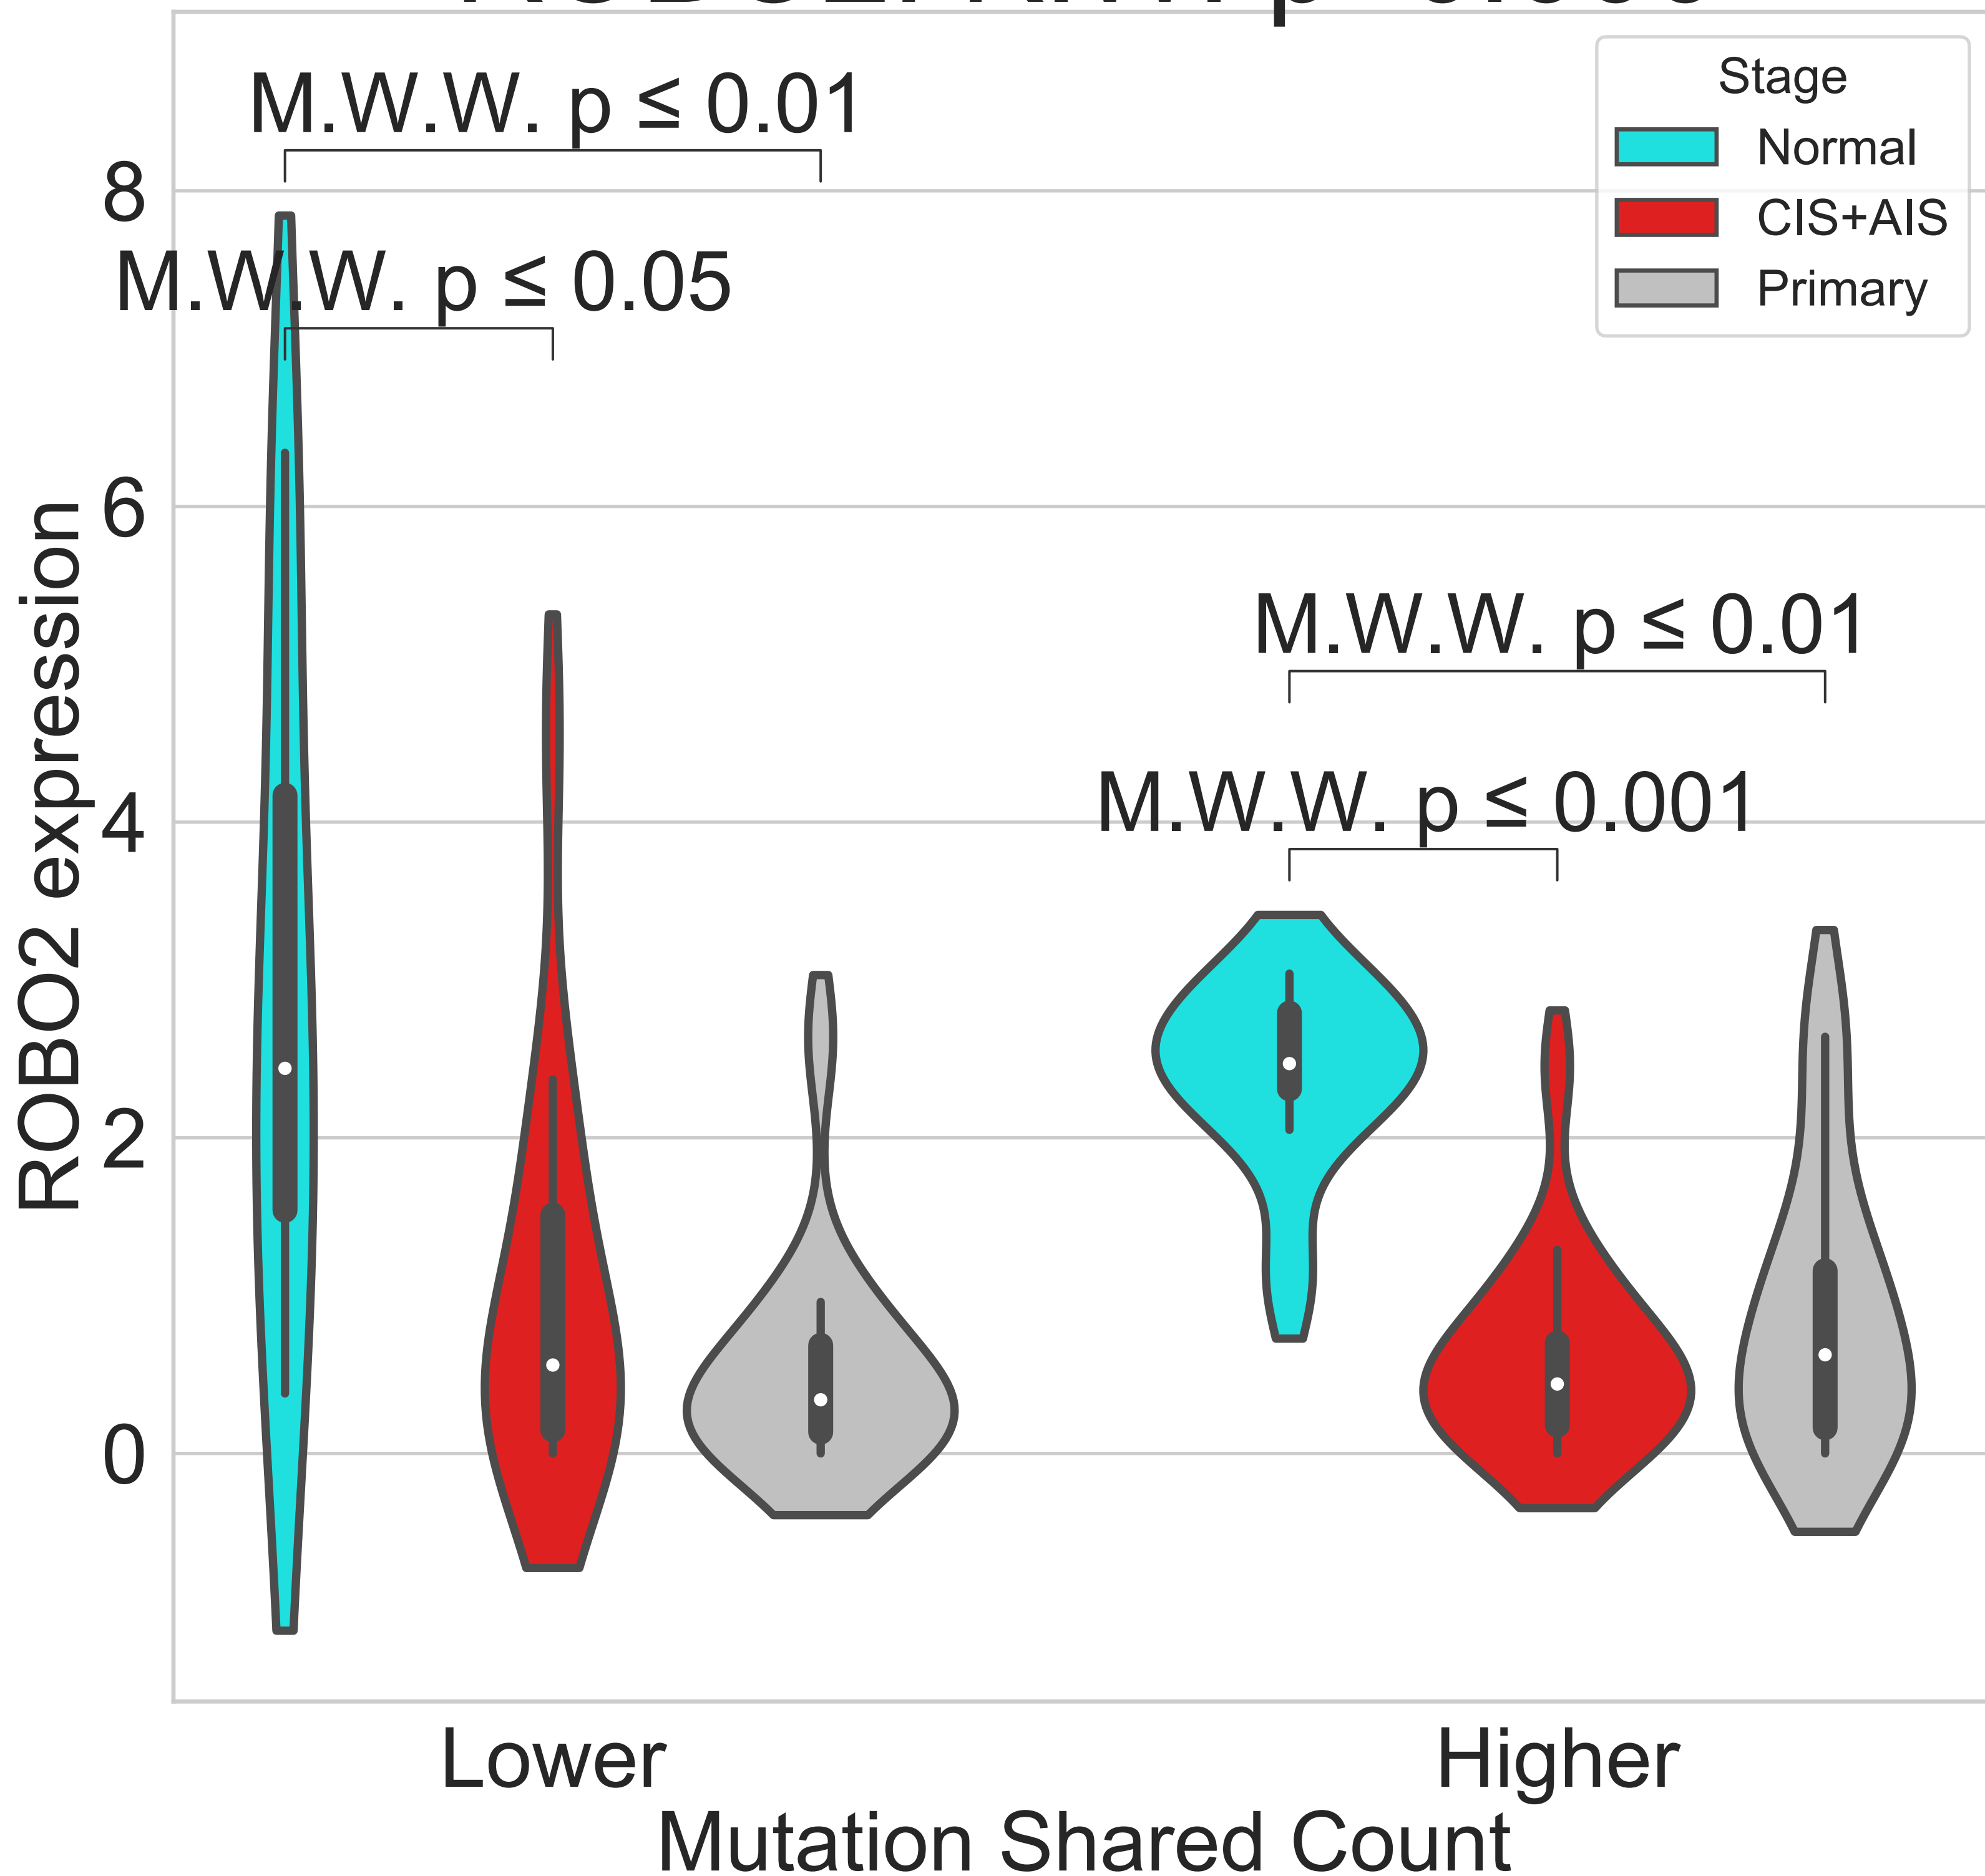 M.W.W. p ≤ 0.01
Stage
Normal
CIS+AIS
Primary
8
M.W.W. p ≤ 0.05
6
M.W.W. p ≤ 0.01
4
M.W.W. p ≤ 0.001
2
0
ROBO2 expression
Lower
Higher
Mutation Shared Count